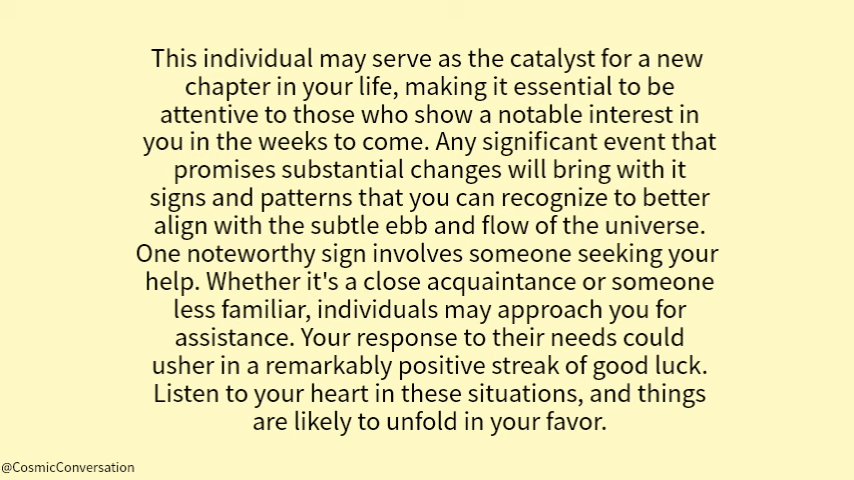 This individual may serve as the catalyst for a new
chapter in your life, making it essential to be
attentive to those who show a notable interest in
you in the weeks to come. Any significant event that
promises substantial changes will bring with it
signs and patterns that you can recognize to better
align with the subtle ebb and flow of the universe.
One noteworthy sign involves someone seeking your
help. Whether it's a close acquaintance or someone
less familiar, individuals may approach you for
assistance. Your response to their needs could
usher in a remarkably positive streak of good luck.
Listen to your heart in these situations, and things
are likely to unfold in your favor.
@CosmicConversation